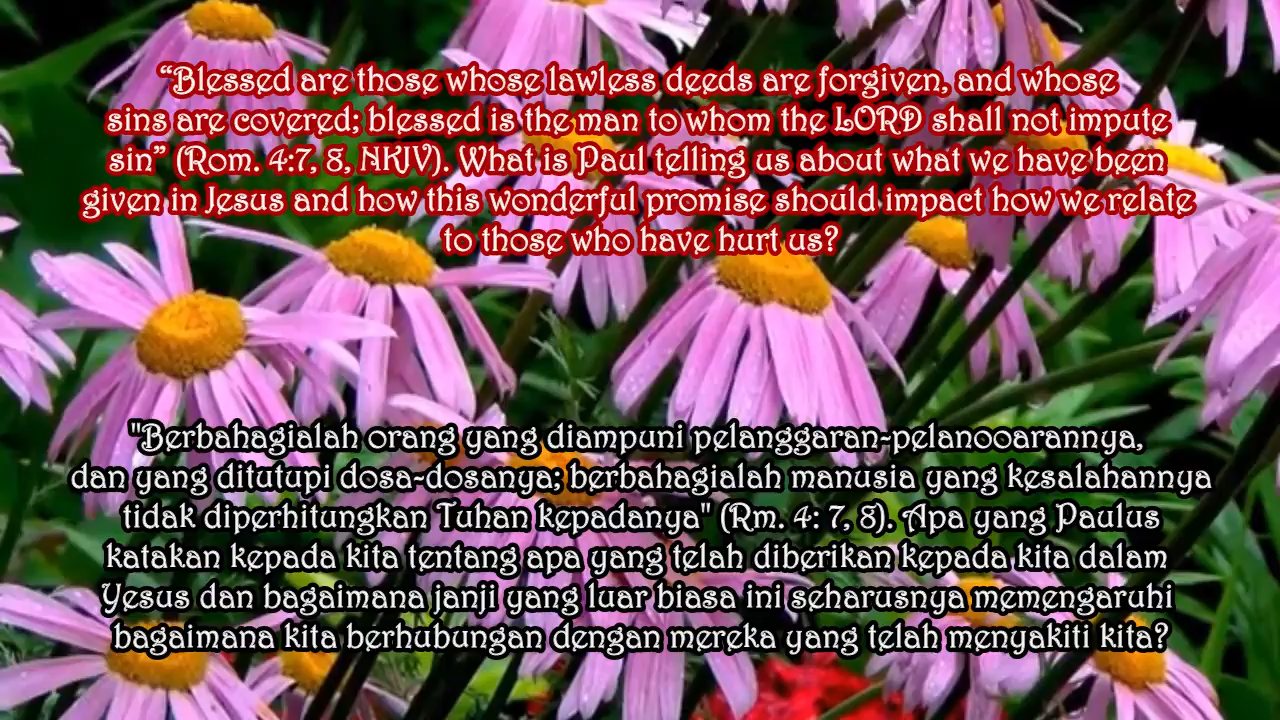 “Blessed are those whose lawless deeds are forgiven, and whose
sins are covered; blessed is the man to whom the LORD shall not impute
sin” (Rom. 4:7, 8, NKJV). What is Paul telling us about what we have been
given in Jesus and how this wonderful promise should impact how we relate
to those who have hurt us?
"Berbahagialah orang yang diampuni pelanggaran-pelanooarannya,
dan yang ditutupi dosa-dosanya; berbahagialah manusia yang kesalahannya
tidak diperhitungkan Tuhan kepadanya" (Rm. 4: 7, 8). Apa yang Paulus
katakan kepada kita tentang apa yang telah diberikan kepada kita dalam
Yesus dan bagaimana janji yang luar biasa ini seharusnya memengaruhi
bagaimana kita berhubungan dengan mereka yang telah menyakiti kita?